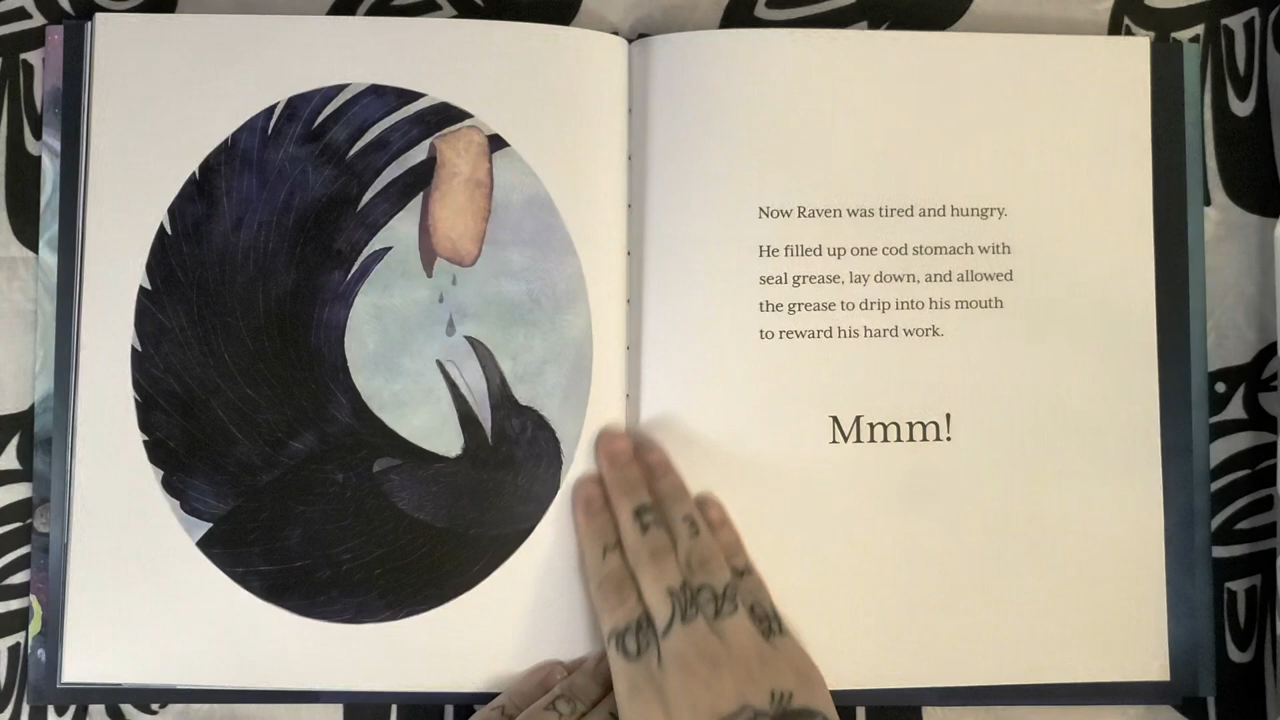 Now Raven was tired and hungry.
He filled up one cod stomach with
seal grease, lay down, and allowed
the grease to drip into his mouth
to reward his hard work.
Mmm!